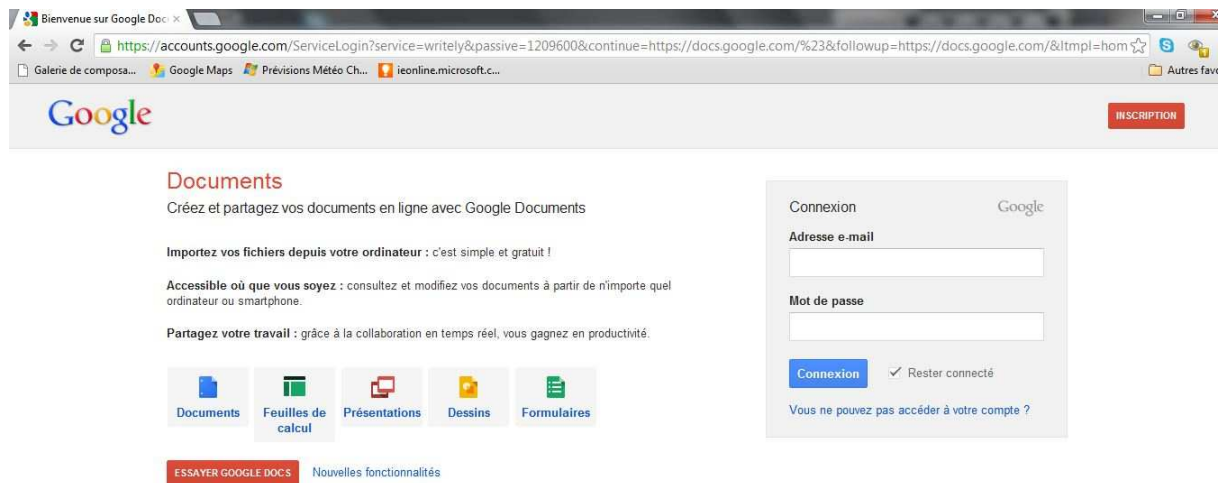 Bienvenue sur Google Doc
https://accounts.google.com/ServiceLogin?service=writely&passive=1209600&continue=https://docs.google.com/%23&followup=https://docs.google.com/&ltmpl=hom
Galerie de composa... Google Maps Prévisions Météo Ch... ieonline.microsoft.c... Autres favo
Google INSCRIPTION
Documents
Créez et partagez vos documents en ligne avec Google Documents
Importez vos fichiers depuis votre ordinateur : c'est simple et gratuit !
Accessible où que vous soyez : consultez et modifiez vos documents à partir de n'importe quel
ordinateur ou smartphone.
Partagez votre travail : grâce à la collaboration en temps réel, vous gagnez en productivité.
Documents Feuilles de Présentations Dessins Formulaires
calcul
ESSAYER GOOGLE DOCS Nouvelles fonctionnalités
Connexion Google
Adresse e-mail
Mot de passe
Connexion Rester connecté
Vous ne pouvez pas accéder à votre compte ?